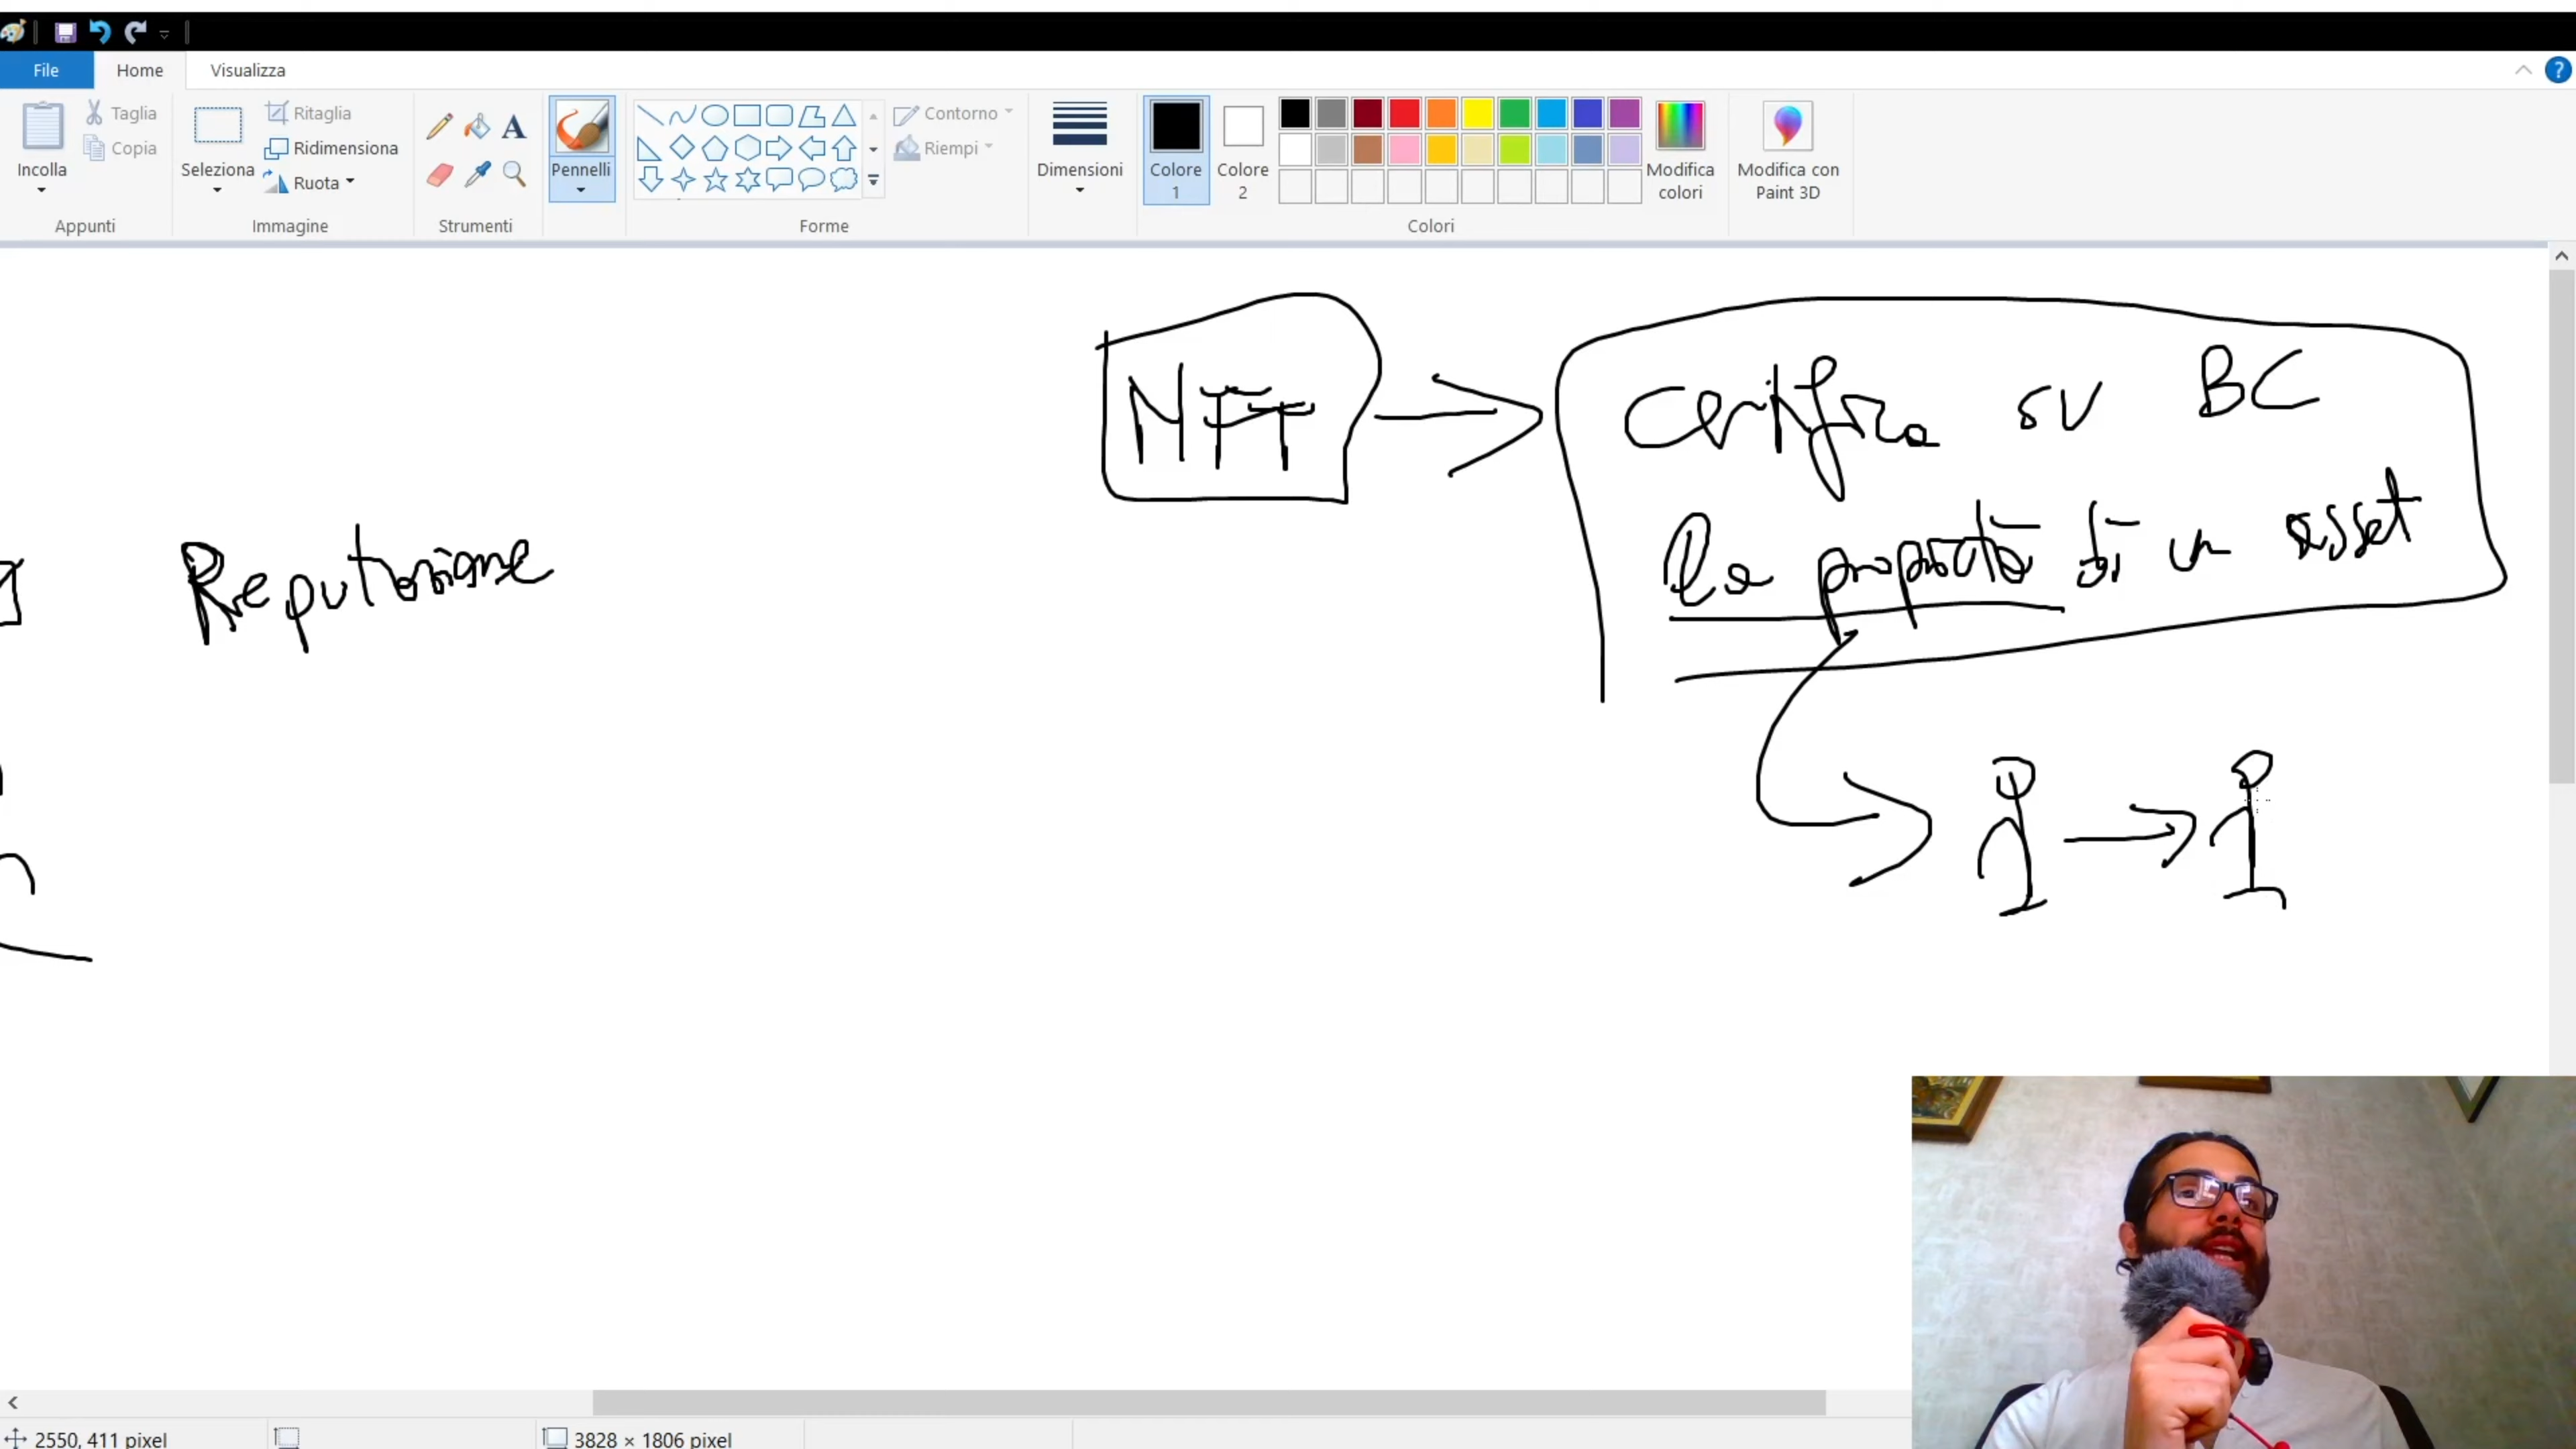 File Home Visualizza
Taglia Ritaglia Contorno
Copia Ridimensiona Riempi
Incolla Seleziona Ruota Pennelli Dimensioni Colore 1 Colore 2 Modifica colori Modifica con Paint 3D
Appunti Immagine Strumenti Forme Colori
NFT certifica su BC
la proprietà di un asset
Reputazione
2550, 411 pixel 3828 × 1806 pixel